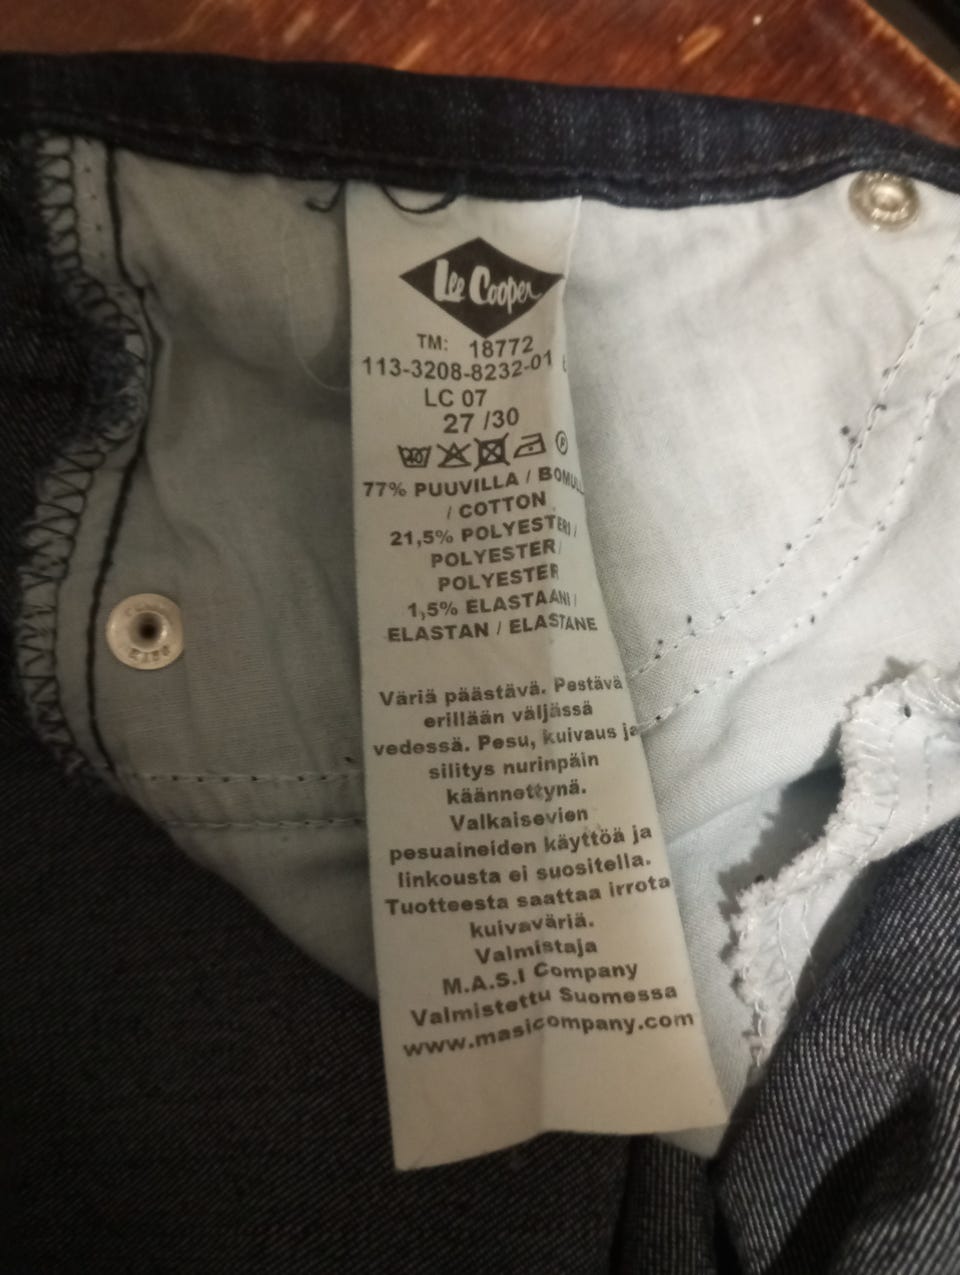 Lee Cooper
TM: 18772
113-3208-8232-01
LC 07
27 /30
P
77% PUUVILLA / BOMULL
/ COTTON
21,5% POLYESTERI /
POLYESTER /
POLYESTER
1,5% ELASTAANI /
ELASTAN / ELASTANE
Väriä päästävä. Pestävä
erillään väljässä
vedessä. Pesu, kuivaus ja
silitys nurinpäin
käännettynä.
Valkaisevien
pesuaineiden käyttöä ja
linkousta ei suositella.
Tuotteesta saattaa irrota
kuivaväriä.
Valmistaja
M.A.S.I Company
Valmistettu Suomessa
www.masicompany.com